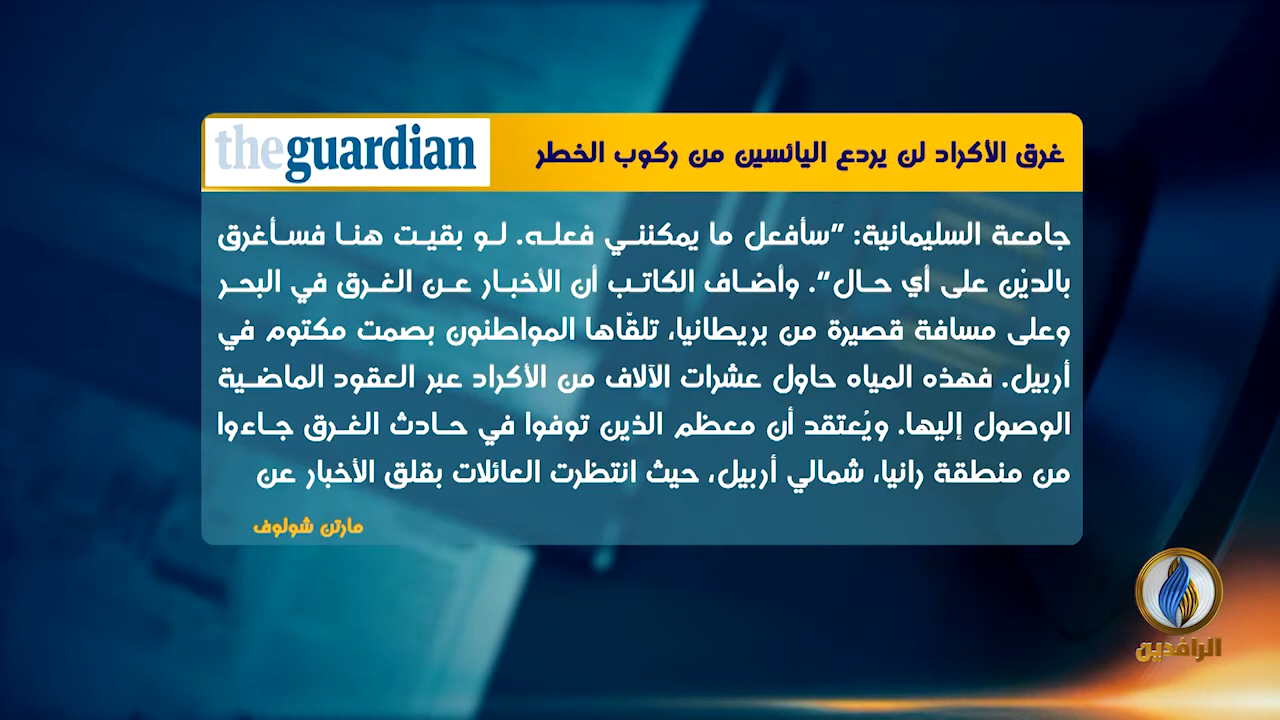 the guardian
غرق الأكراد لن يردع اليائسين من ركوب الخطر
جامعة السليمانية: "سأفعل ما يمكنني فعله. لو بقيت هنا فسأغرق
بالديْن على أي حال". وأضاف الكاتب أن الأخبار عن الغرق في البحر
وعلى مسافة قصيرة من بريطانيا، تلقّاها المواطنون بصمت مكتوم في
أربيل. فهذه المياه حاول عشرات الآلاف من الأكراد عبر العقود الماضية
الوصول إليها. ويُعتقد أن معظم الذين توفوا في حادث الغرق جاءوا
من منطقة رانيا، شمالي أربيل، حيث انتظرت العائلات بقلق الأخبار عن
مارتن شولوف
الرافدين